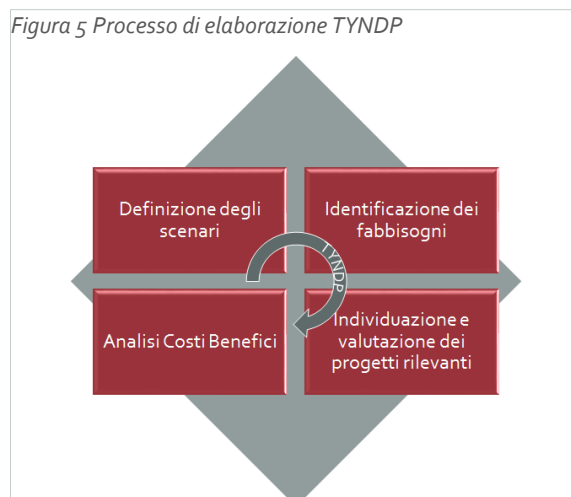 Figura 5 Processo di elaborazione TYNDP
Definizione degli
scenari
Identificazione dei
fabbisogni
TYNDP
Analisi Costi Benefici
Individuazione e
valutazione dei
progetti rilevanti